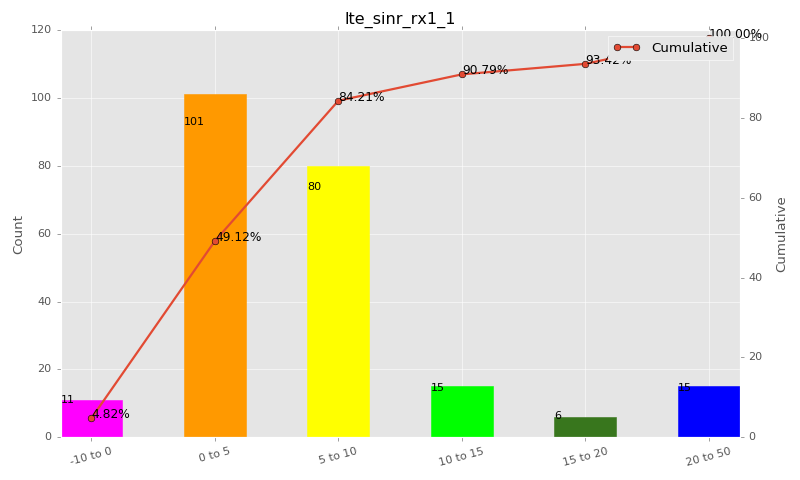 lte_sinr_rx1_1
120
100
80
60
40
20
0
Count
100
80
60
40
20
0
Cumulative
Cumulative
100.00%
93.42%
90.79%
84.21%
49.12%
4.82%
11
101
80
15
6
15
-10 to 0
0 to 5
5 to 10
10 to 15
15 to 20
20 to 50